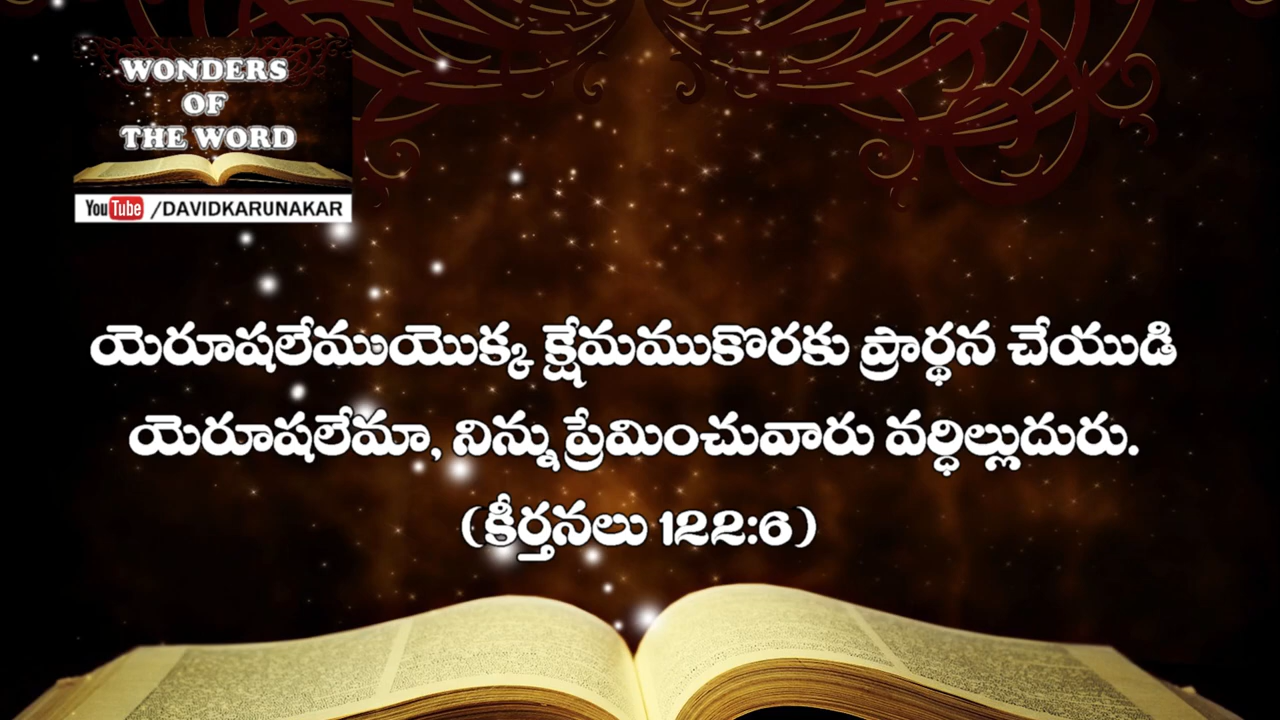 WONDERS
OF
THE WORD
YouTube /DAVIDKARUNAKAR
యెరూషలేముయొక్క క్షేమముకొరకు ప్రార్థన చేయుడి
యెరూషలేమా, నిన్ను ప్రేమించువారు వర్ధిల్లుదురు.
(కీర్తనలు 122:6)